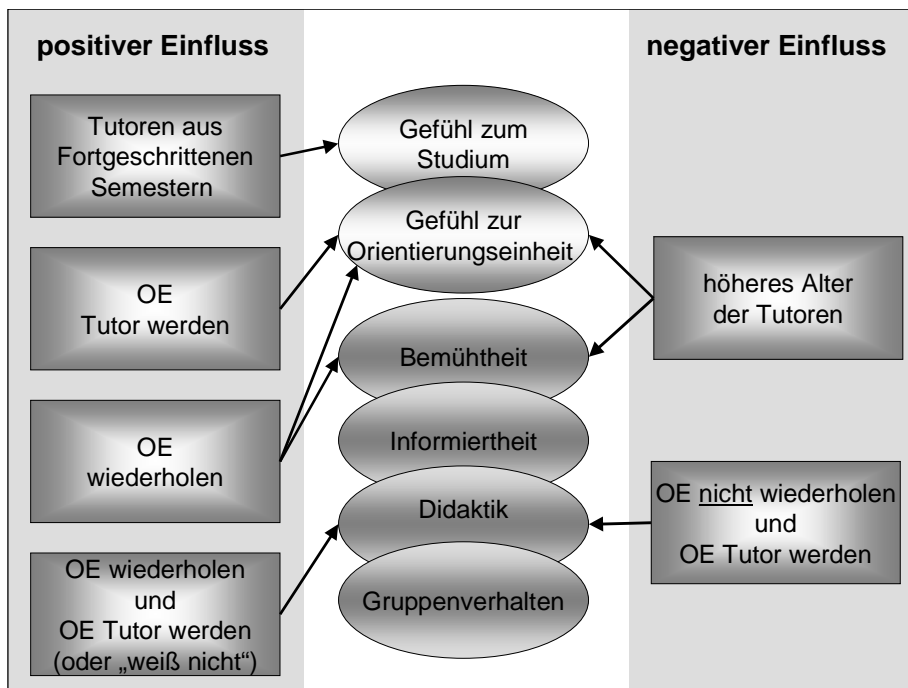 positiver Einfluss
Tutoren aus
Fortgeschrittenen
Semestern
OE
Tutor werden
OE
wiederholen
OE wiederholen
und
OE Tutor werden
(oder „weiß nicht“)
Gefühl zum
Studium
Gefühl zur
Orientierungseinheit
Bemühtheit
Informiertheit
Didaktik
Gruppenverhalten
negativer Einfluss
höheres Alter
der Tutoren
OE nicht wiederholen
und
OE Tutor werden